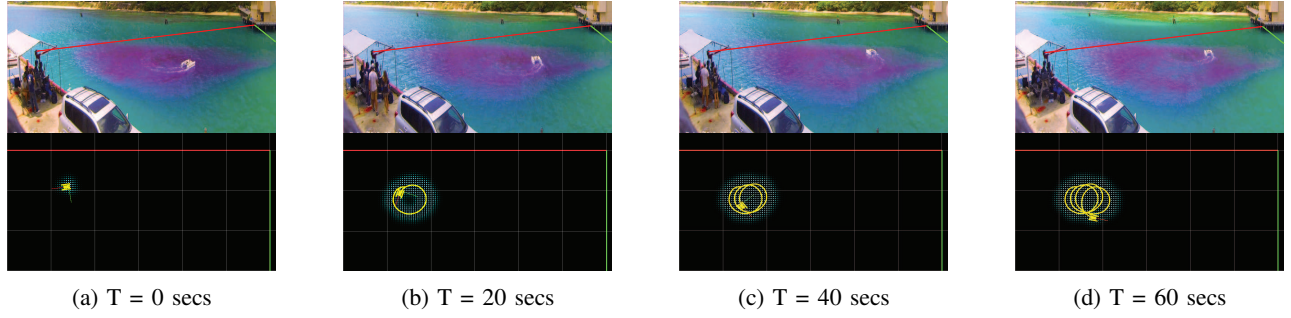 (a) T = 0 secs
(b) T = 20 secs
(c) T = 40 secs
(d) T = 60 secs